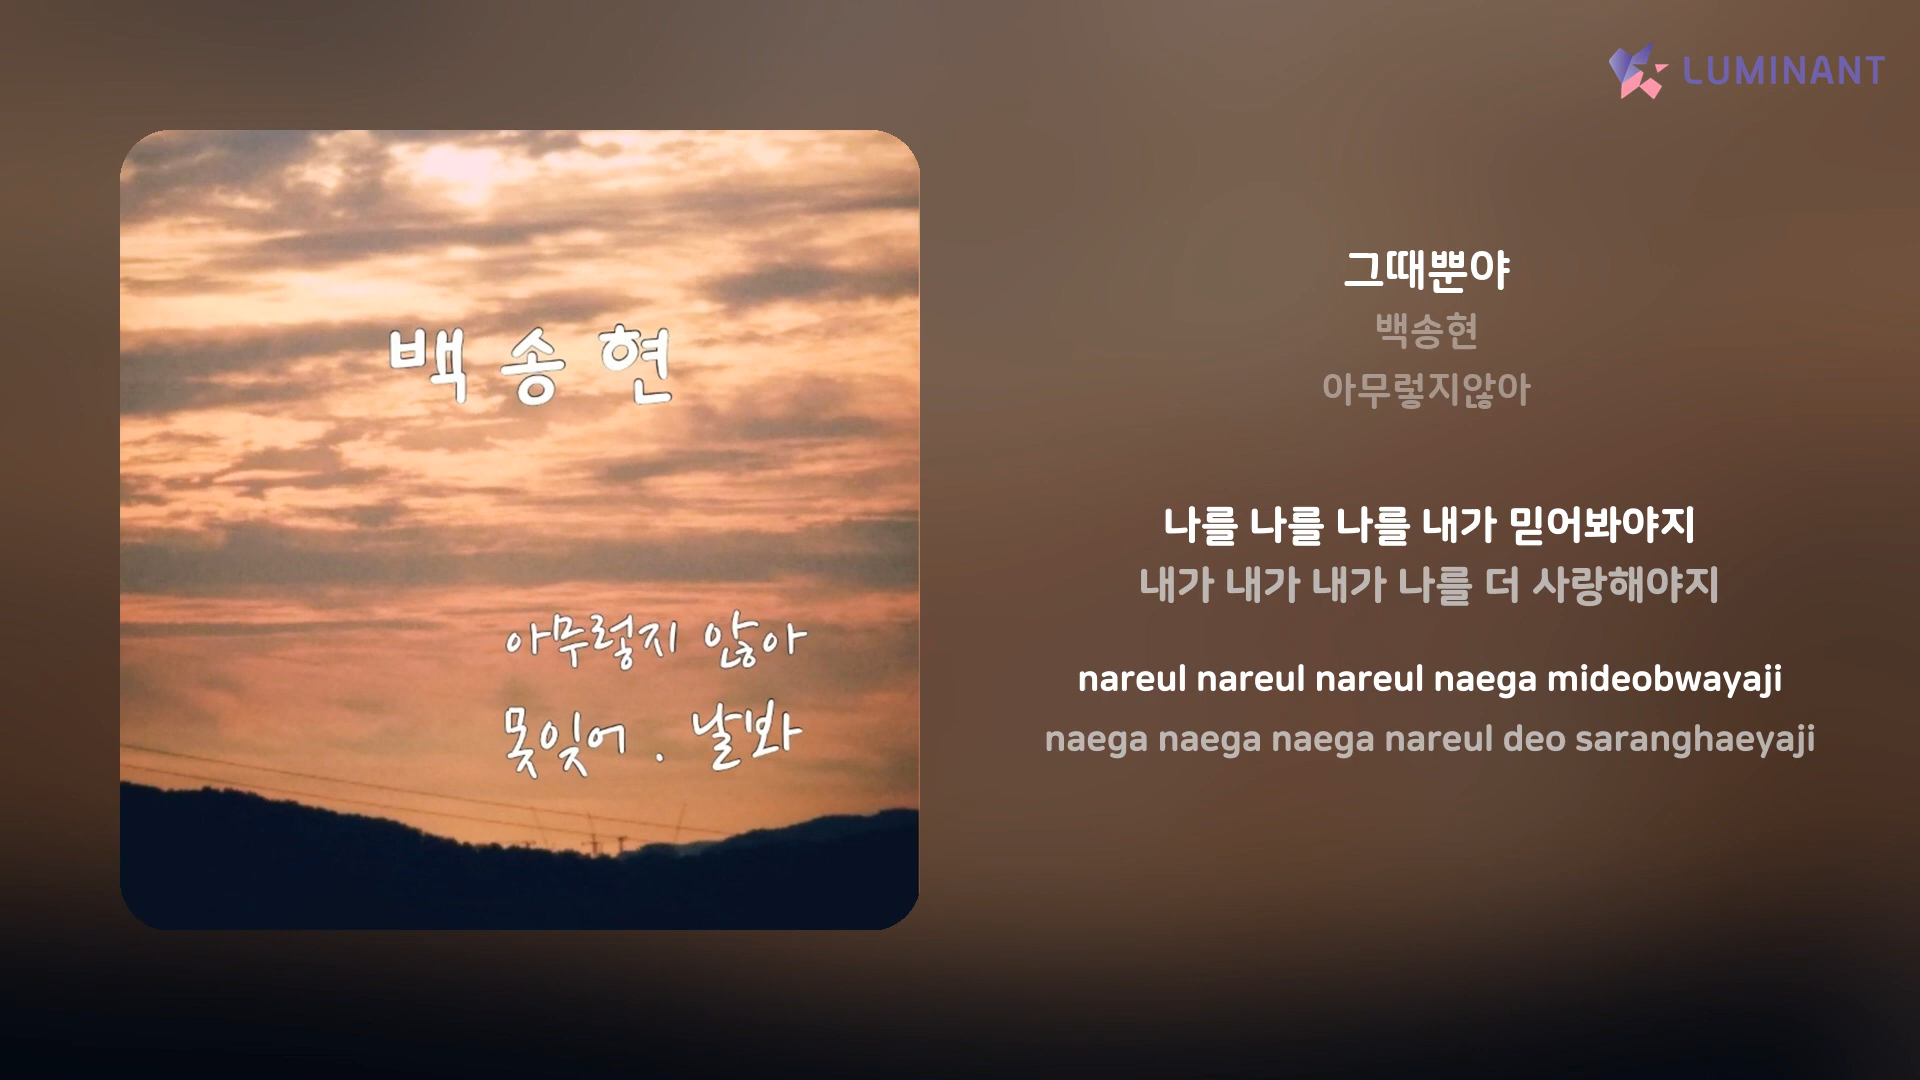 백송현
아무렇지 않아
못잊어 . 날봐
LUMINANT
그때뿐야
백송현
아무렇지않아
나를 나를 나를 내가 믿어봐야지
내가 내가 내가 나를 더 사랑해야지
nareul nareul nareul naega mideobwayaji
naega naega naega nareul deo saranghaeyaji